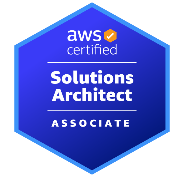 aws
certified
Solutions
Architect
ASSOCIATE